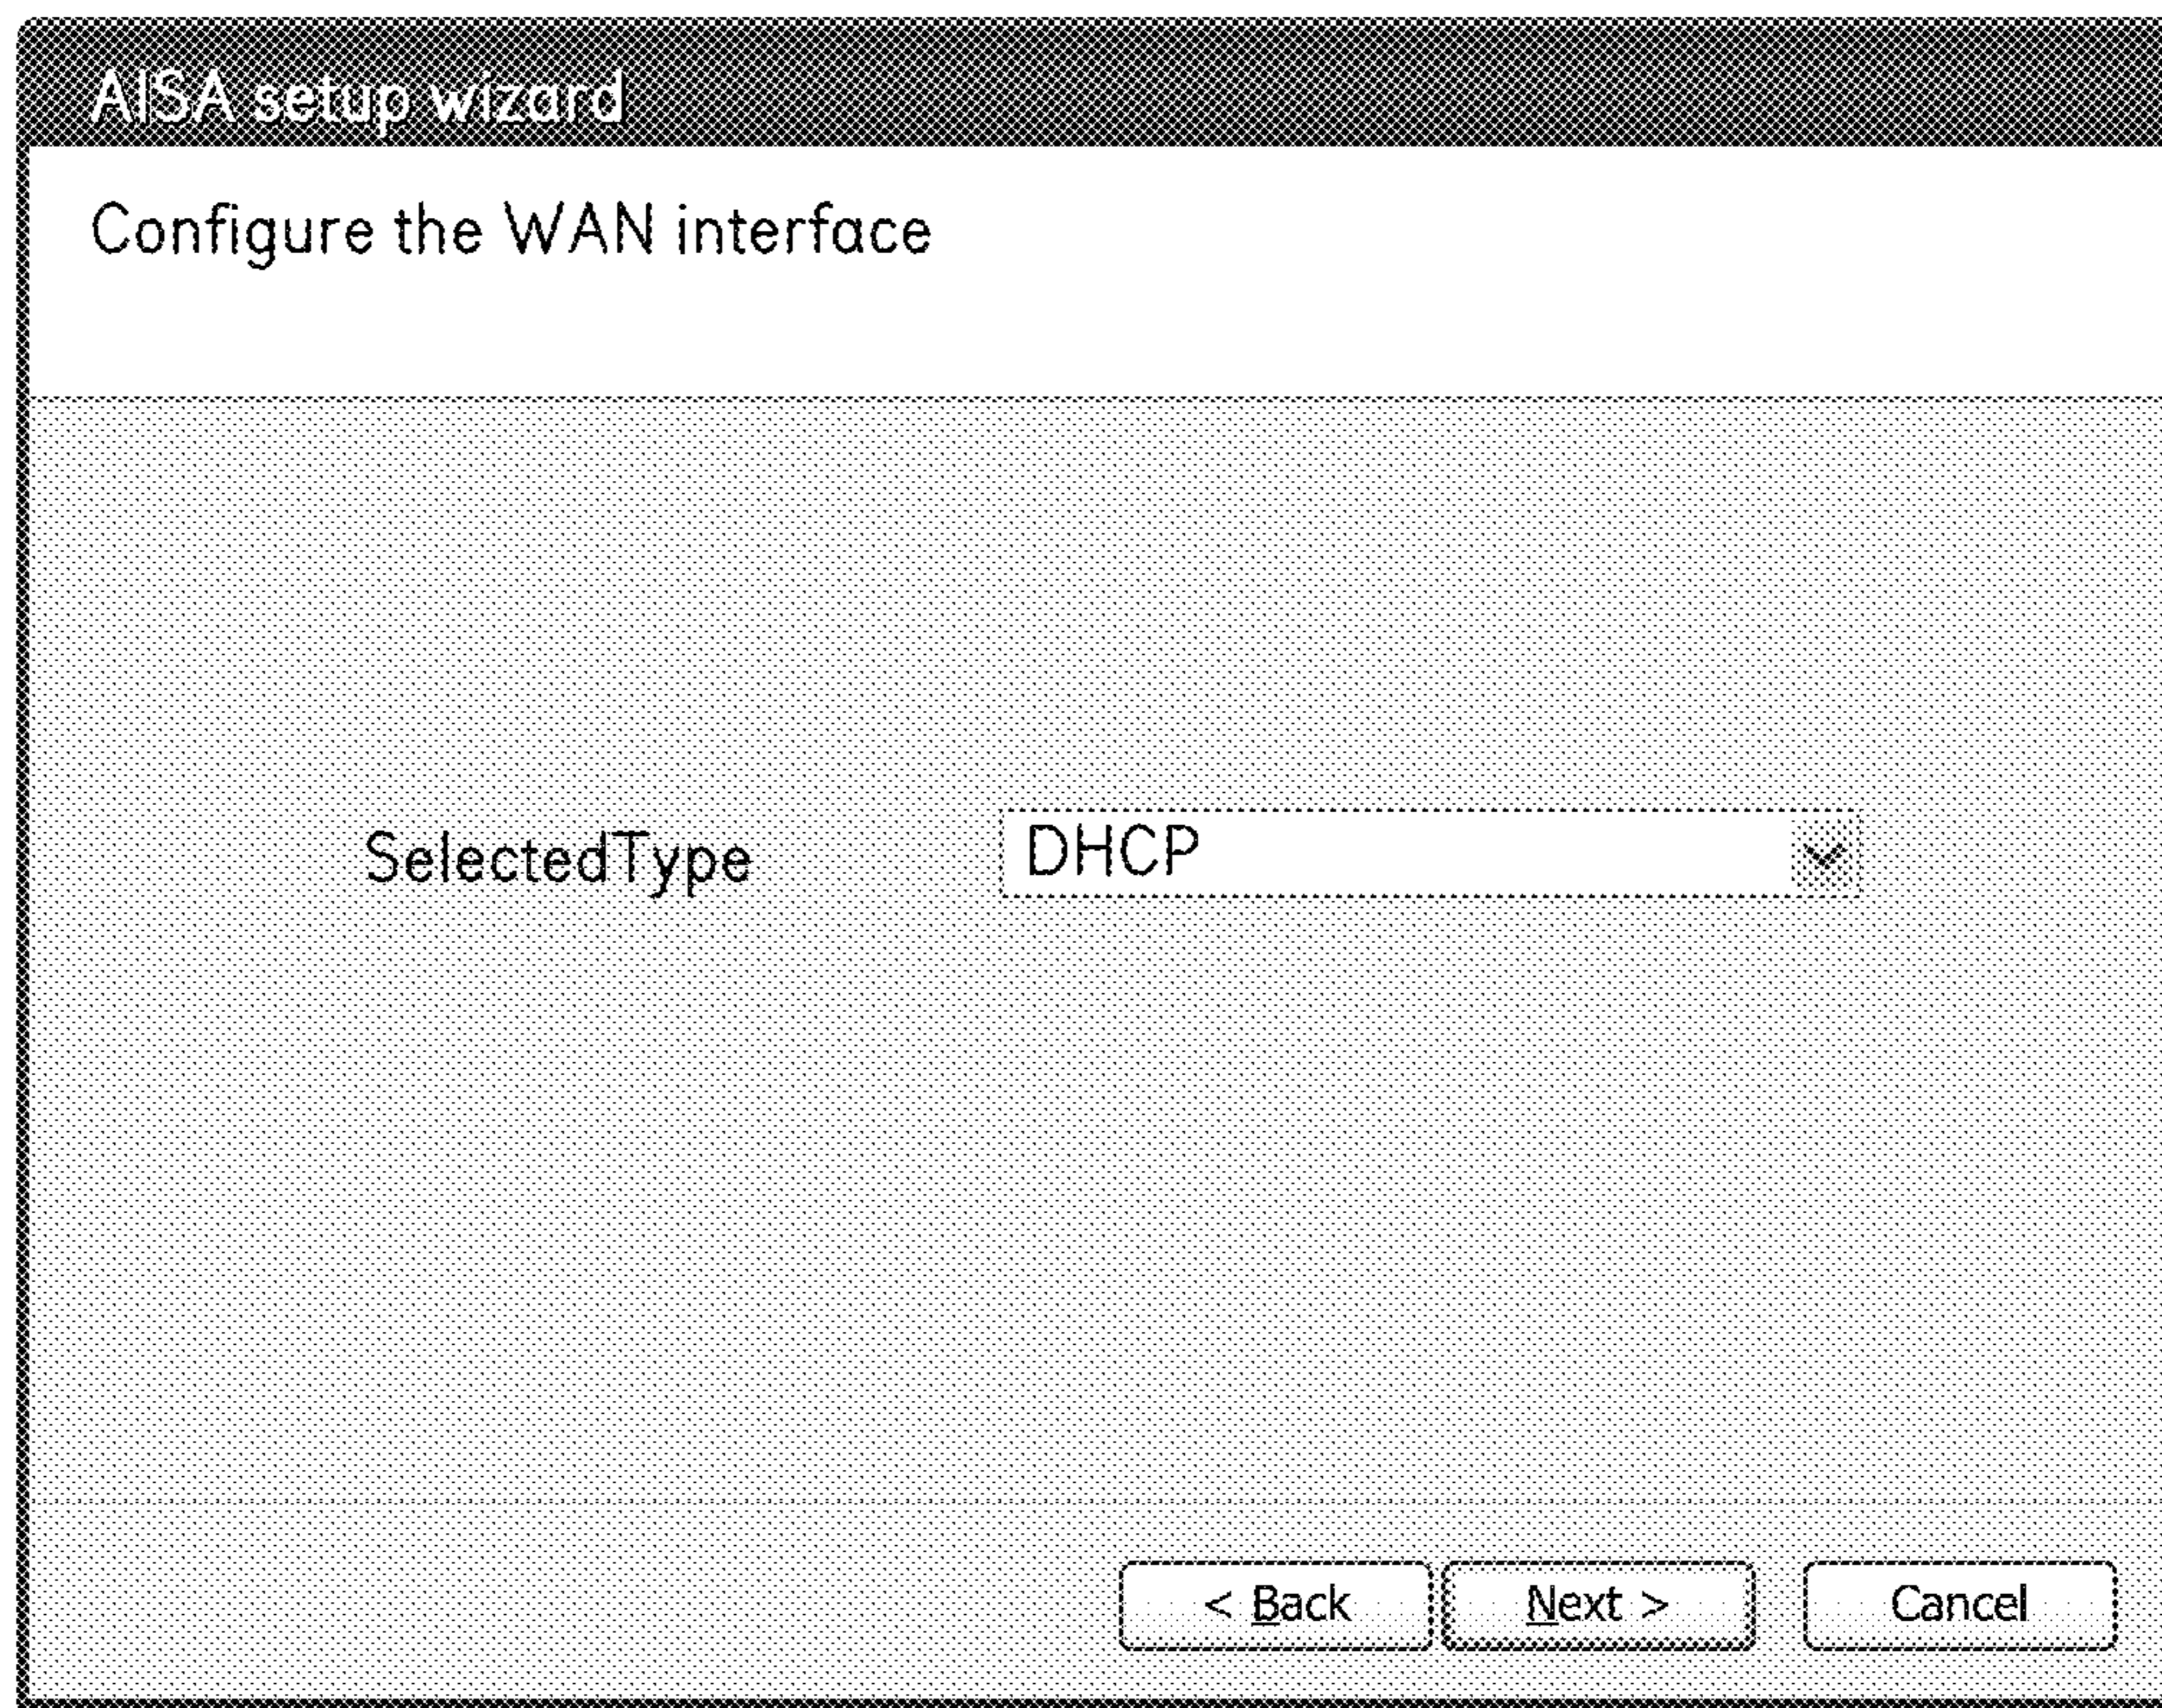 AISA setup wizard
Configure the WAN interface
SelectedType DHCP
< Back Next > Cancel